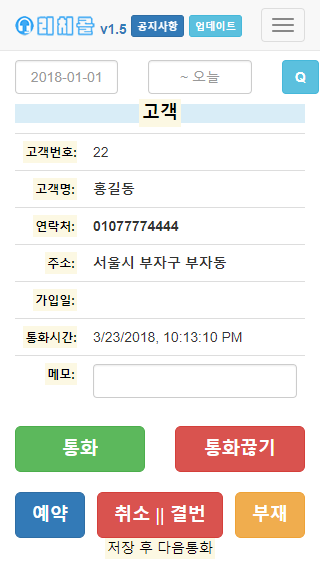 리치콜 v1.5 공지사항 업데이트
2018-01-01 ~ 오늘 Q
고객
고객번호: 22
고객명: 홍길동
연락처: 01077774444
주소: 서울시 부자구 부자동
가입일:
통화시간: 3/23/2018, 10:13:10 PM
메모:
통화 통화끊기
예약 취소 || 결번 부재
저장 후 다음통화